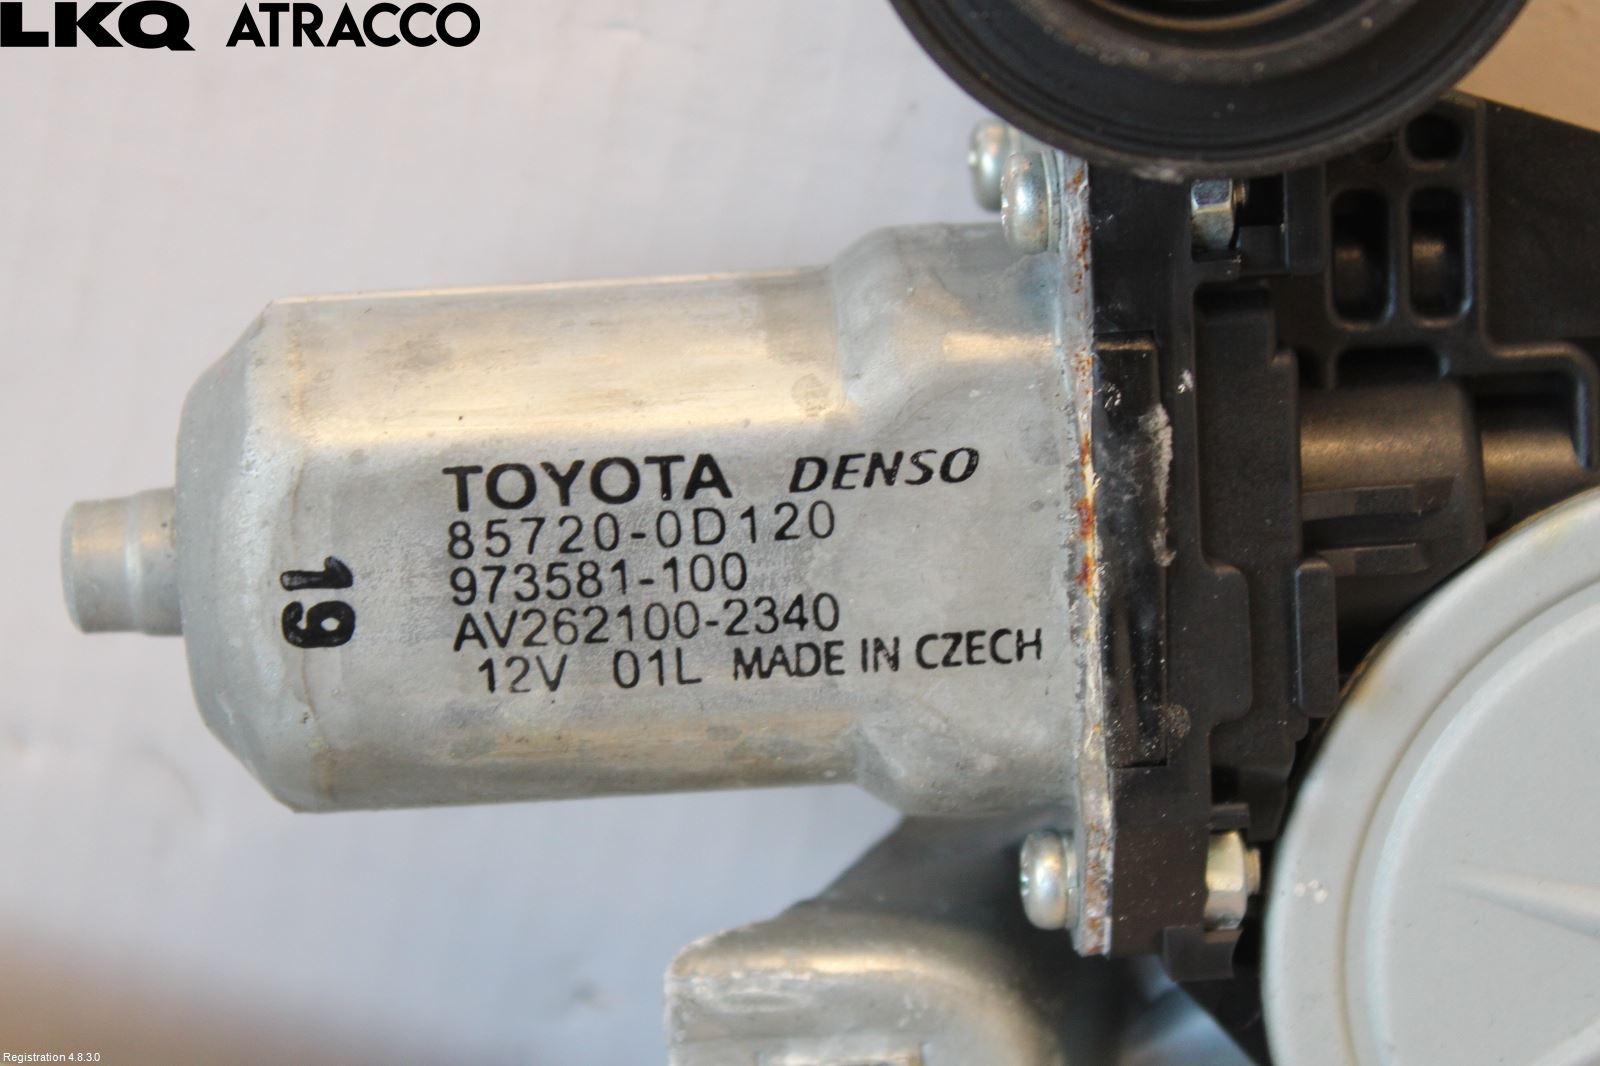 LKQ ATRACCO
TOYOTA DENSO
85720-0D120
973581-100
AV262100-2340
12V 01L MADE IN CZECH
19
Registration 4.8.3.0